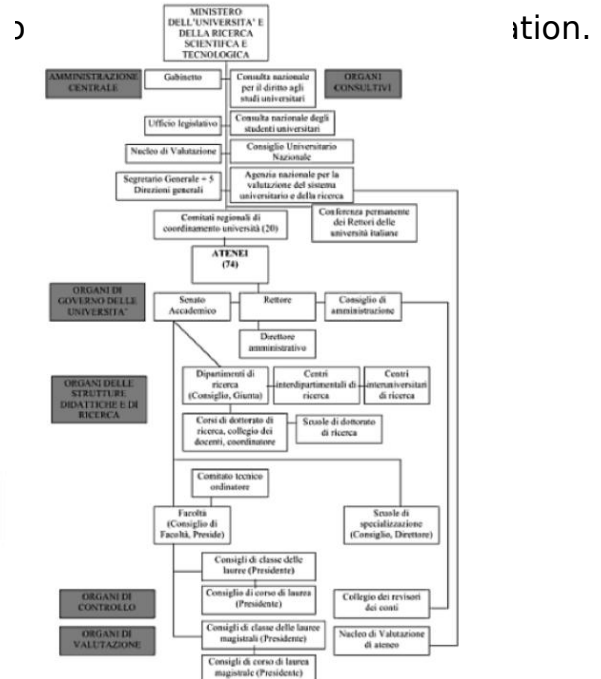 ation.
MINISTERO
DELL'UNIVERSITA' E
DELLA RICERCA
SCIENTIFCA E
TECNOLOGICA
AMMINISTRAZIONE
CENTRALE
Gabinetto
Consulta nazionale
per il diritto agli
studi universitari
ORGANI
CONSULTIVI
Ufficio legislativo
Consulta nazionale degli
studenti universitari
Nucleo di Valutazione
Consiglio Universitario
Nazionale
Segretario Generale + 5
Direzioni generali
Agenzia nazionale per la
valutazione del sistema
universitario e della ricerca
Comitati regionali di
coordinamento università (20)
Conferenza permanente
dei Rettori delle
università italiane
ATENEI
(74)
ORGANI DI
GOVERNO DELLE
UNIVERSITA'
Senato
Accademico
Rettore
Consiglio di
amministrazione
Direttore
amministrativo
ORGANI DELLE
STRUTTURE
DIDATTICHE E DI
RICERCA
Dipartimenti di
ricerca
(Consiglio, Giunta)
Centri
interdipartimentali di
ricerca
Centri
interuniversitari
di ricerca
Corsi di dottorato di
ricerca, collegio dei
docenti, coordinatore
Scuole di dottorato
di ricerca
Comitato tecnico
ordinatore
Facoltà
(Consiglio di
Facoltà, Preside)
Scuole di
specializzazione
(Consiglio, Direttore)
Consigli di classe delle
lauree (Presidente)
ORGANI DI
CONTROLLO
Consiglio di corso di laurea
(Presidente)
Collegio dei revisori
dei conti
ORGANI DI
VALUTAZIONE
Consigli di classe delle lauree
magistrali (Presidente)
Nucleo di Valutazione
di ateneo
Consigli di corso di laurea
magistrale (Presidente)